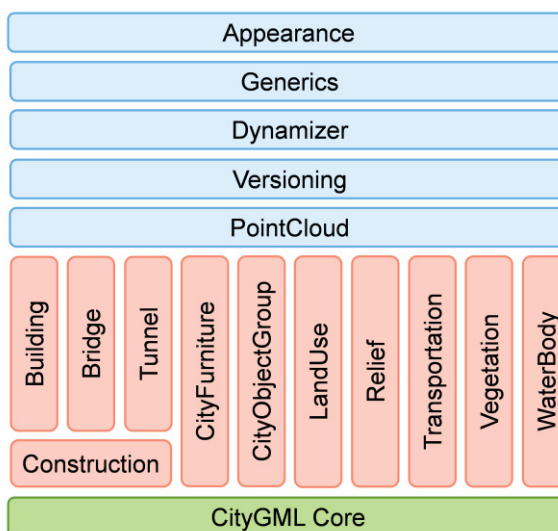 Appearance
Generics
Dynamizer
Versioning
PointCloud
Building
Bridge
Tunnel
CityFurniture
CityObjectGroup
LandUse
Relief
Transportation
Vegetation
WaterBody
Construction
CityGML Core